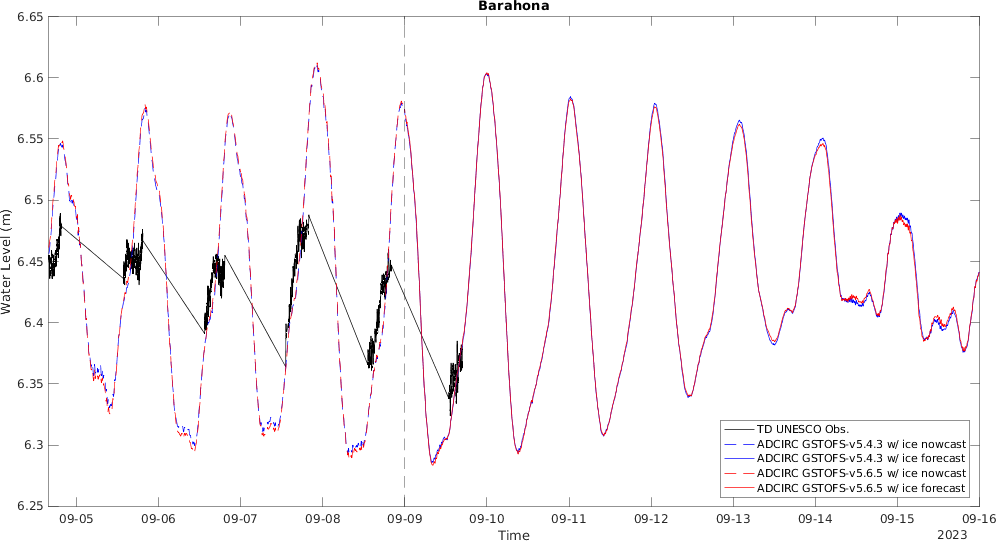 Barahona
6.65
6.6
6.55
6.5
6.45
6.4
6.35
6.3
6.25
Water Level (m)
TD UNESCO Obs.
ADCIRC GSTOFS-v5.4.3 w/ ice nowcast
ADCIRC GSTOFS-v5.4.3 w/ ice forecast
ADCIRC GSTOFS-v5.6.5 w/ ice nowcast
ADCIRC GSTOFS-v5.6.5 w/ ice forecast
09-05 09-06 09-07 09-08 09-09 09-10 09-11 09-12 09-13 09-14 09-15 09-16
Time
2023